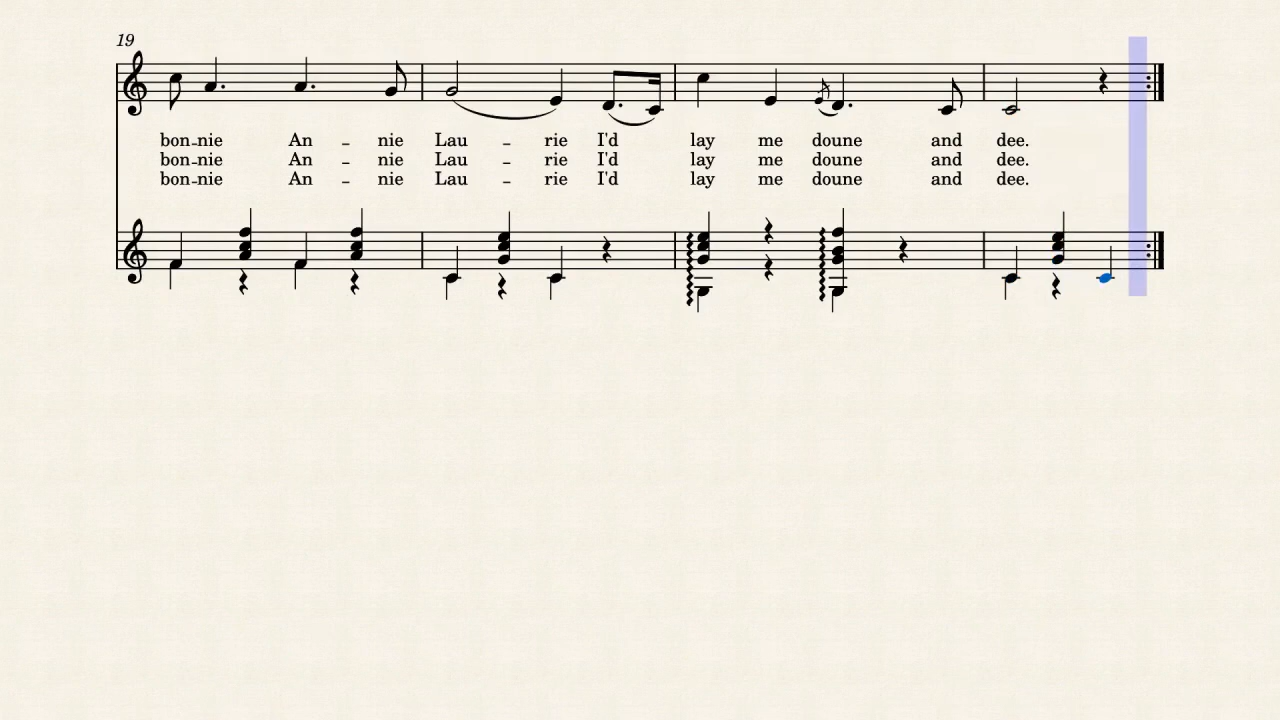 19
bon-nie An - nie Lau - rie I'd lay me doune and dee.
bon-nie An - nie Lau - rie I'd lay me doune and dee.
bon-nie An - nie Lau - rie I'd lay me doune and dee.